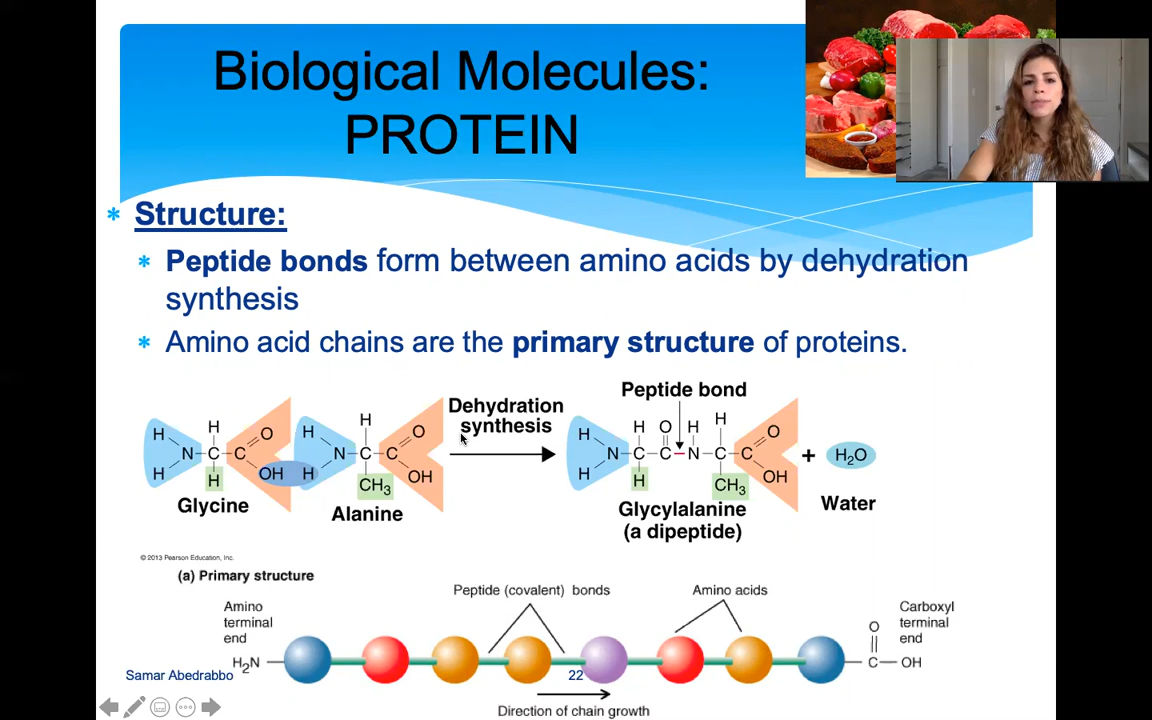 Biological Molecules:
PROTEIN
* Structure:
* Peptide bonds form between amino acids by dehydration
synthesis
* Amino acid chains are the primary structure of proteins.
H H N C H H C O OH
Glycine
H H N C H CH3 C O OH
Alanine
Dehydration
synthesis
Peptide bond
H H N C H H C O N H C H CH3 C O OH
Glycylalanine
(a dipeptide)
+ H2O
Water
© 2013 Pearson Education, Inc.
(a) Primary structure
Peptide (covalent) bonds
Amino acids
Amino
terminal
end
H2N
Carboxyl
terminal
end
O
C OH
Samar Abedrabbo
22
Direction of chain growth